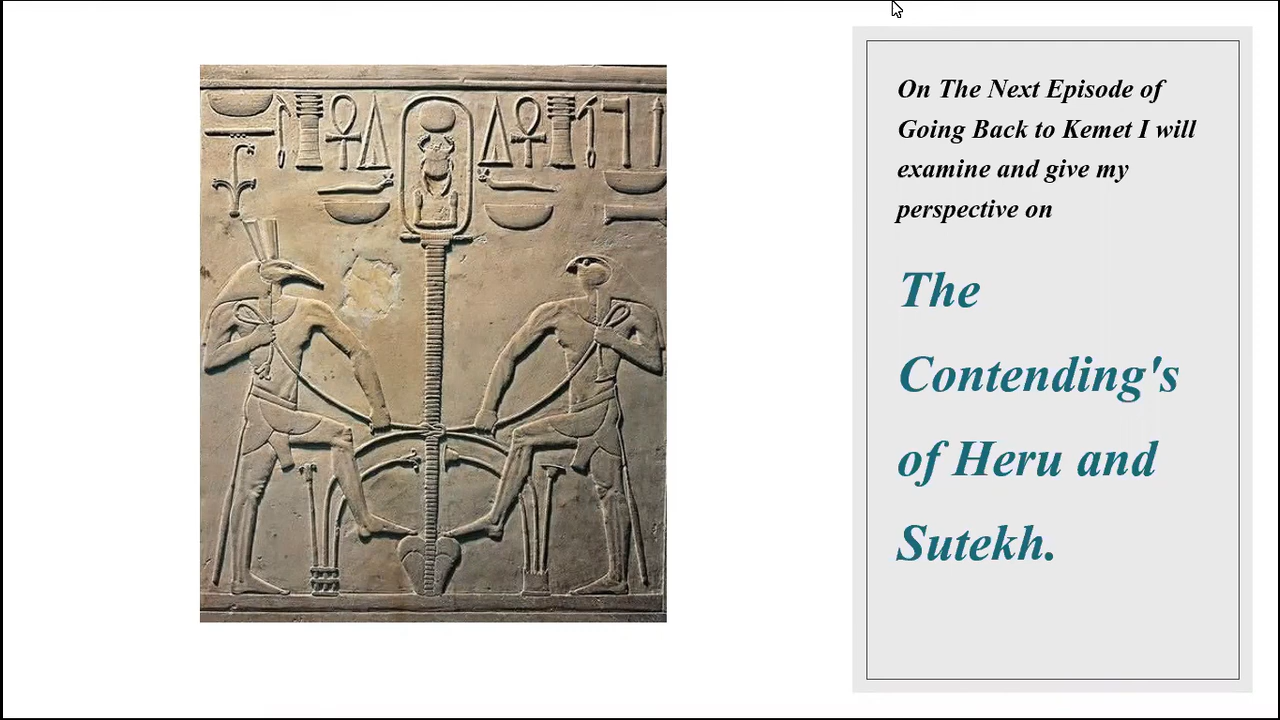 On The Next Episode of
Going Back to Kemet I will
examine and give my
perspective on
The
Contending's
of Heru and
Sutekh.